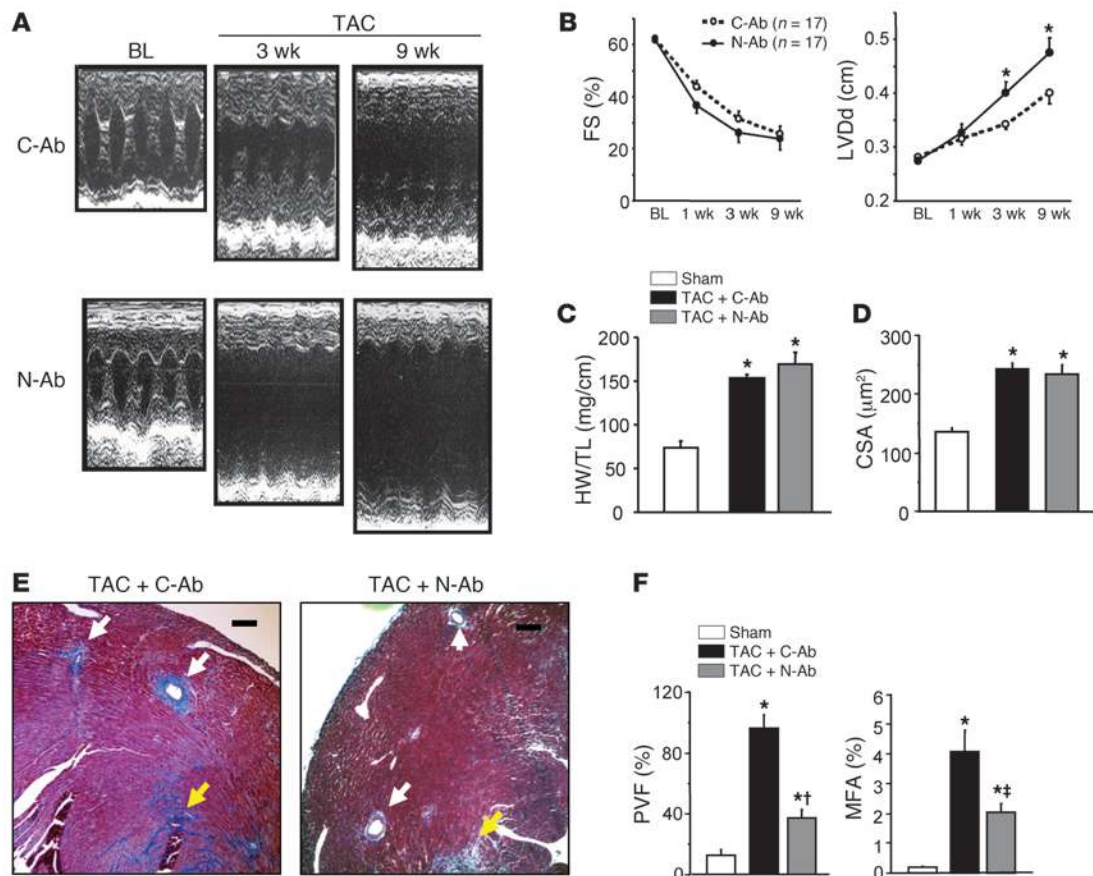 A
TAC
BL
3 wk
9 wk
C-Ab
N-Ab
B
C-Ab (n = 17)
N-Ab (n = 17)
FS (%)
60
40
20
0
BL
1 wk
3 wk
9 wk
LVDd (cm)
0.5
0.4
0.3
0.2
*
*
BL
1 wk
3 wk
9 wk
Sham
TAC + C-Ab
TAC + N-Ab
C
HW/TL (mg/cm)
200
150
100
50
0
*
*
D
CSA (μm²)
300
200
100
0
*
*
E
TAC + C-Ab
TAC + N-Ab
F
Sham
TAC + C-Ab
TAC + N-Ab
PVF (%)
120
80
40
0
*
*†
MFA (%)
6
5
4
3
2
1
0
*
*‡